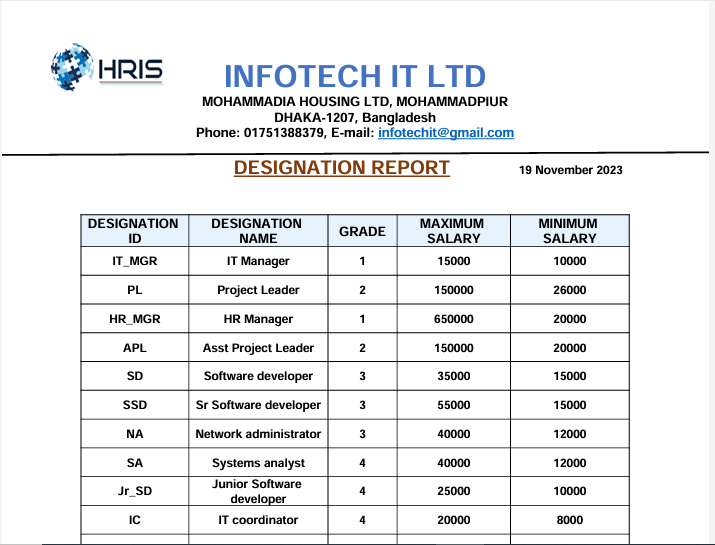 HRIS
INFOTECH IT LTD
MOHAMMADIA HOUSING LTD, MOHAMMADPIUR
DHAKA-1207, Bangladesh
Phone: 01751388379, E-mail: infotechit@gmail.com
DESIGNATION REPORT 19 November 2023
DESIGNATION ID DESIGNATION NAME GRADE MAXIMUM SALARY MINIMUM SALARY
IT_MGR IT Manager 1 15000 10000
PL Project Leader 2 150000 26000
HR_MGR HR Manager 1 650000 20000
APL Asst Project Leader 2 150000 20000
SD Software developer 3 35000 15000
SSD Sr Software developer 3 55000 15000
NA Network administrator 3 40000 12000
SA Systems analyst 4 40000 12000
Jr_SD Junior Software developer 4 25000 10000
IC IT coordinator 4 20000 8000